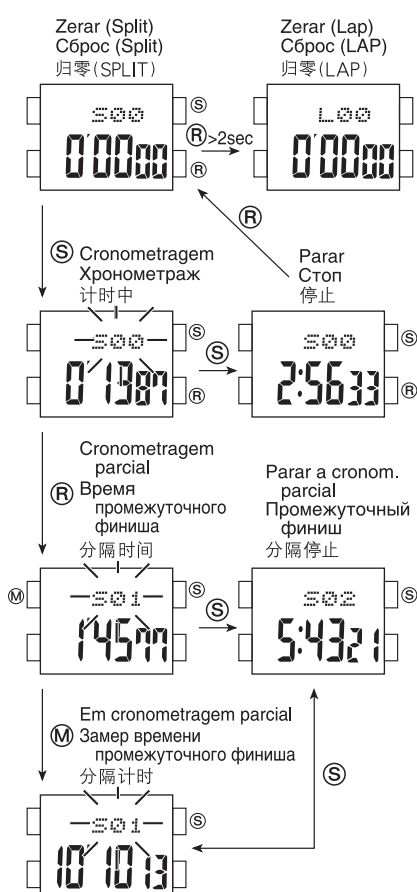 Zerar (Split)
Сброс (Split)
归零(SPLIT)
Zerar (Lap)
Сброс (LAP)
归零(LAP)
S00
0'0000
Ⓢ
Ⓡ
Ⓡ>2sec
L00
0'0000
Ⓡ
Ⓢ Cronometragem
Хронометраж
计时中
Parar
Стоп
停止
S00
0'1387
Ⓢ
Ⓡ
Ⓢ
S00
2:5633
Ⓢ
Ⓡ
Cronometragem
parcial
Ⓡ Время
промежуточного
финиша
分隔时间
Parar a cronom.
parcial
Промежуточный
финиш
分隔停止
Ⓜ
S01
1'4577
Ⓢ
Ⓢ
S02
5:4321
Ⓢ
Em cronometragem parcial
Ⓜ Замер времени
промежуточного финиша
分隔计时
Ⓢ
S01
10'1013
Ⓢ